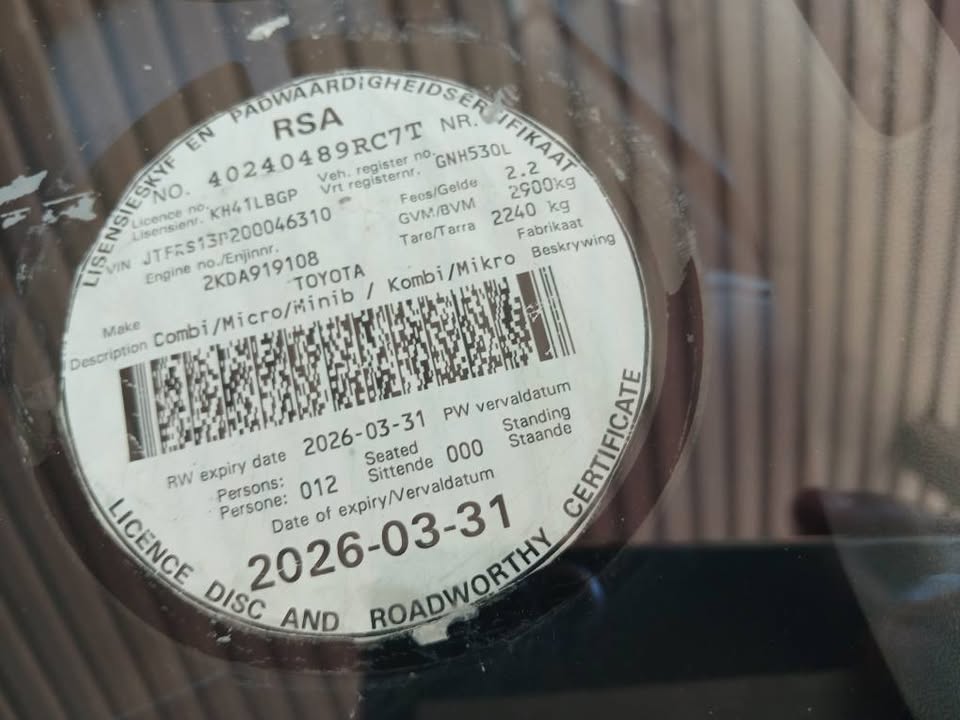 LISENSIESKYF EN PADWAARDIGHEIDSERTIFIKAAT
RSA
NO. 40240489RC7T NR.
Licence no. Veh. register no.
Lisensienr. KH41LBGP Vrt registernr. GNH530L
VIN Fees/Gelde 2.2
Engine no./Enjinnr. GVM/BVM 2900kg
2KDA919108 Tare/Tarra 2240 kg
Make TOYOTA Fabrikaat
Description Combi/Micro/Minib / Kombi/Mikro Beskrywing
RW expiry date 2026-03-31 PW vervaldatum
Persons: Seated Standing
Persone: 012 Sittende 000 Staande
Date of expiry/Vervaldatum
2026-03-31
LICENCE DISC AND ROADWORTHY CERTIFICATE